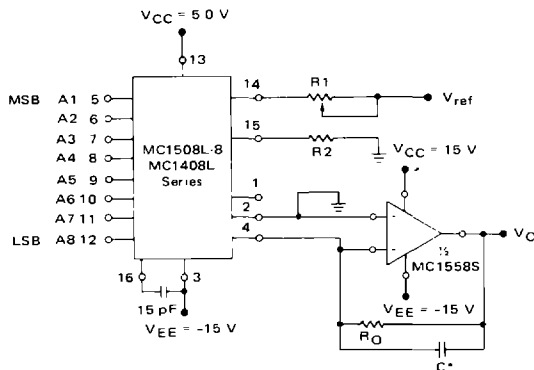 VCC = 5 0 V
13
MSB A1 5
A2 6
A3 7
A4 8
A5 9
A6 10
A7 11
LSB A8 12
MC1508L-8
MC1408L
Series
14
R1
Vref
15
R2
1
2
4
VCC = 15 V
VO
½
MC1558S
VEE = -15 V
16
3
15 pF
VEE = -15 V
RO
C*